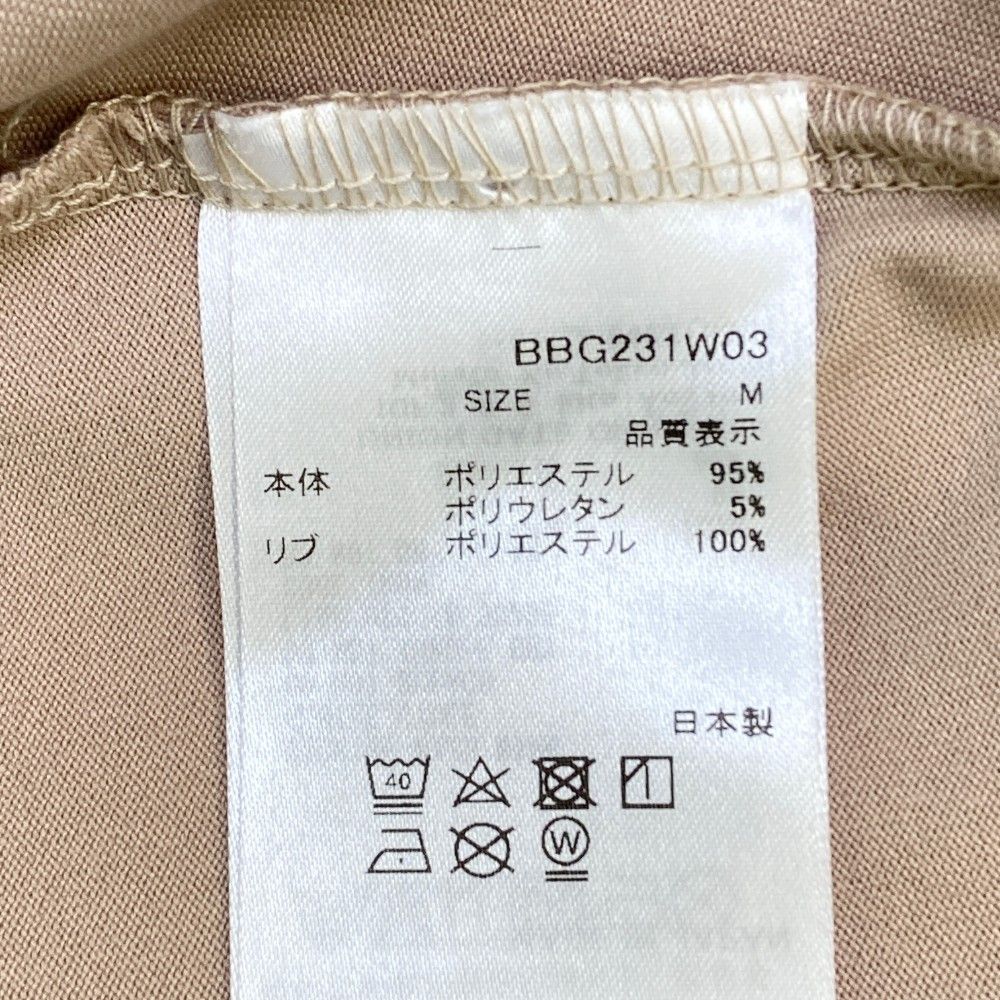 BBG231W03
SIZE M
品質表示
本体 ポリエステル 95%
ポリウレタン 5%
リブ ポリエステル 100%
日本製
40
W